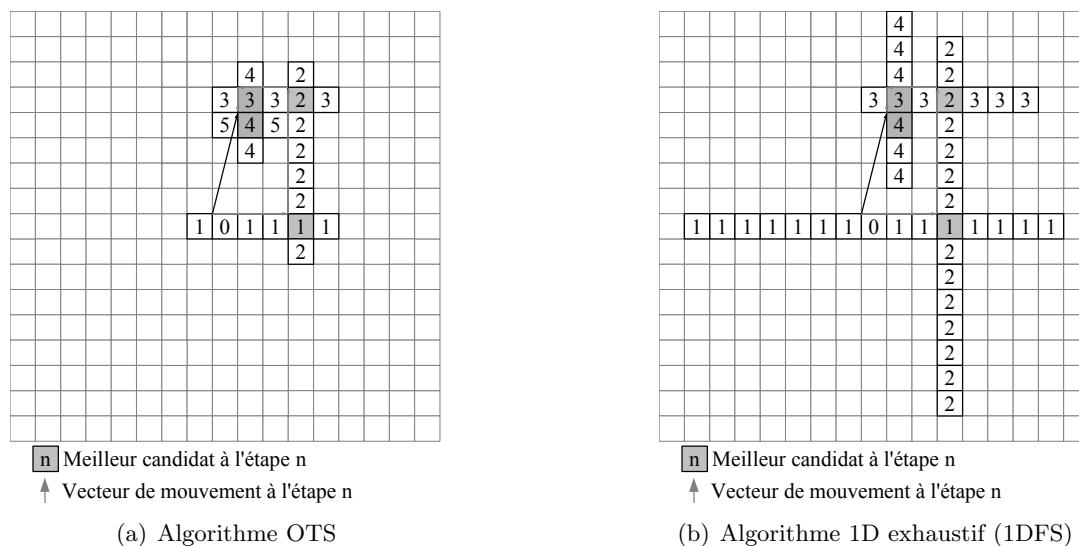 4 2
3 3 3 2 3
5 4 5 2
4 2
2
2
1 0 1 1 1 1
2
n Meilleur candidat à l'étape n
Vecteur de mouvement à l'étape n
(a) Algorithme OTS
4
4 2
4 2
3 3 3 2 3 3 3
4 2
4 2
4 2
2
1 1 1 1 1 1 1 0 1 1 1 1 1 1 1
2
2
2
2
2
2
2
n Meilleur candidat à l'étape n
Vecteur de mouvement à l'étape n
(b) Algorithme 1D exhaustif (1DFS)